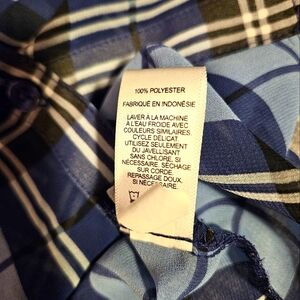 100% POLYESTER
FABRIQUÉ EN INDONÉSIE
LAVER A LA MACHINE
A L'EAU FROIDE AVEC
COULEURS SIMILAIRES
CYCLE DÉLICAT
UTILISEZ SEULEMENT
DU JAVELLISANT
SANS CHLORE, SI
NÉCESSAIRE. SÉCHAGE
SUR CORDE
REPASSAGE DOUX,
SI NÉCESSAIRE.